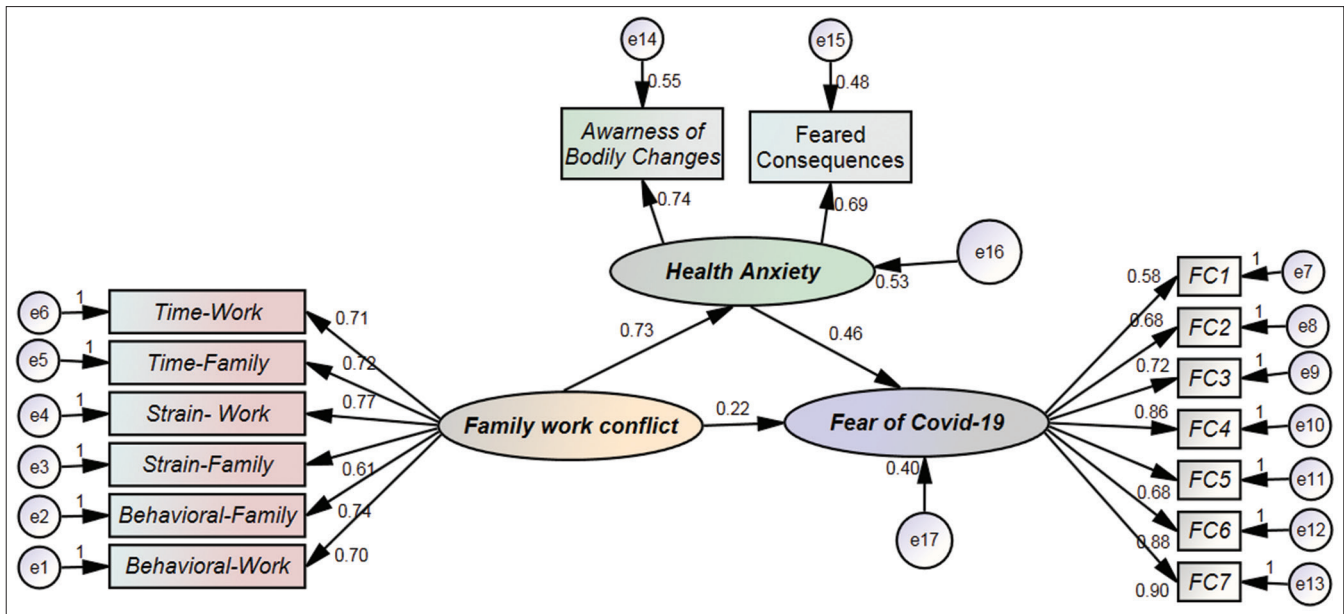 e14
e15
0.55
0.48
Awarness of
Bodily Changes
Feared
Consequences
0.74
0.69
e16
Health Anxiety
0.53
e6
1
Time-Work
0.71
e5
1
Time-Family
0.72
e4
1
Strain- Work
0.77
e3
1
Strain-Family
0.61
e2
1
Behavioral-Family
0.74
e1
1
Behavioral-Work
0.70
0.73
0.46
Family work conflict
0.22
Fear of Covid-19
0.40
e17
0.58
FC1
1
e7
0.68
FC2
1
e8
0.72
FC3
1
e9
0.86
FC4
1
e10
FC5
1
e11
0.68
FC6
1
e12
0.88
FC7
1
e13
0.90